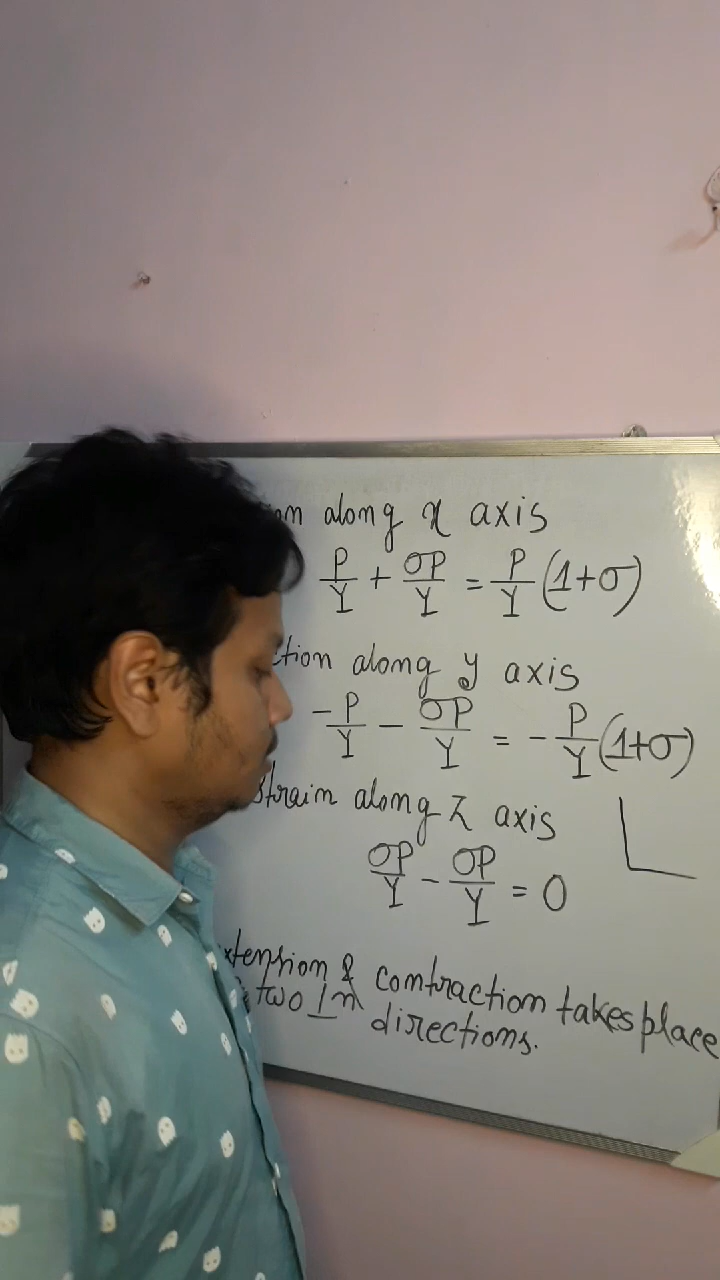 along x axis
P/Y + σP/Y = P/Y (1+σ)
along y axis
-P/Y - σP/Y = -P/Y (1+σ)
strain along z axis
σP/Y - σP/Y = 0
xtension & contraction takes place
two ⊥r directions.